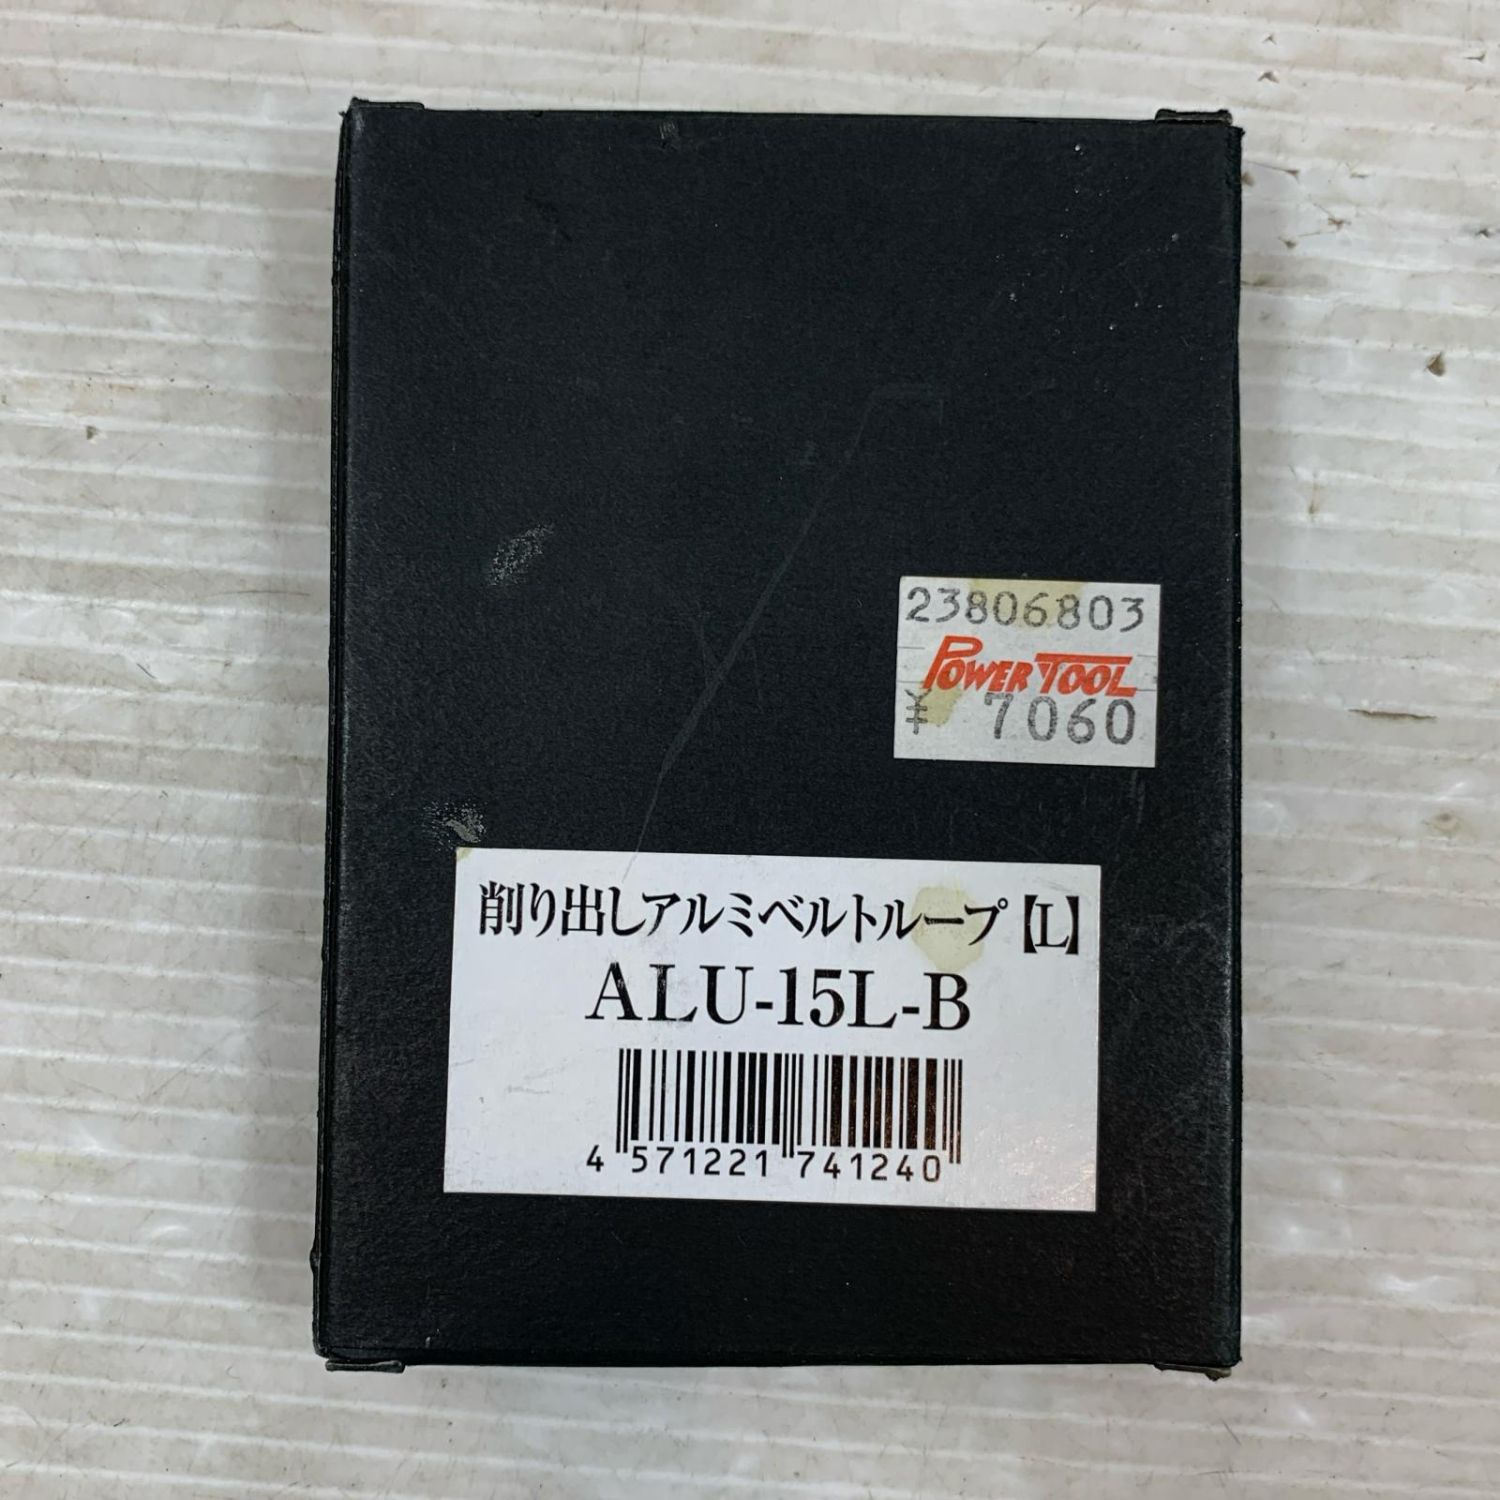 23806803
POWER TOOL
¥ 7060
削り出しアルミベルトループ【L】
ALU-15L-B
4 571221 741240